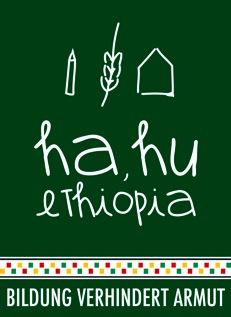 ha, hu
eThiopia
BILDUNG VERHINDERT ARMUT